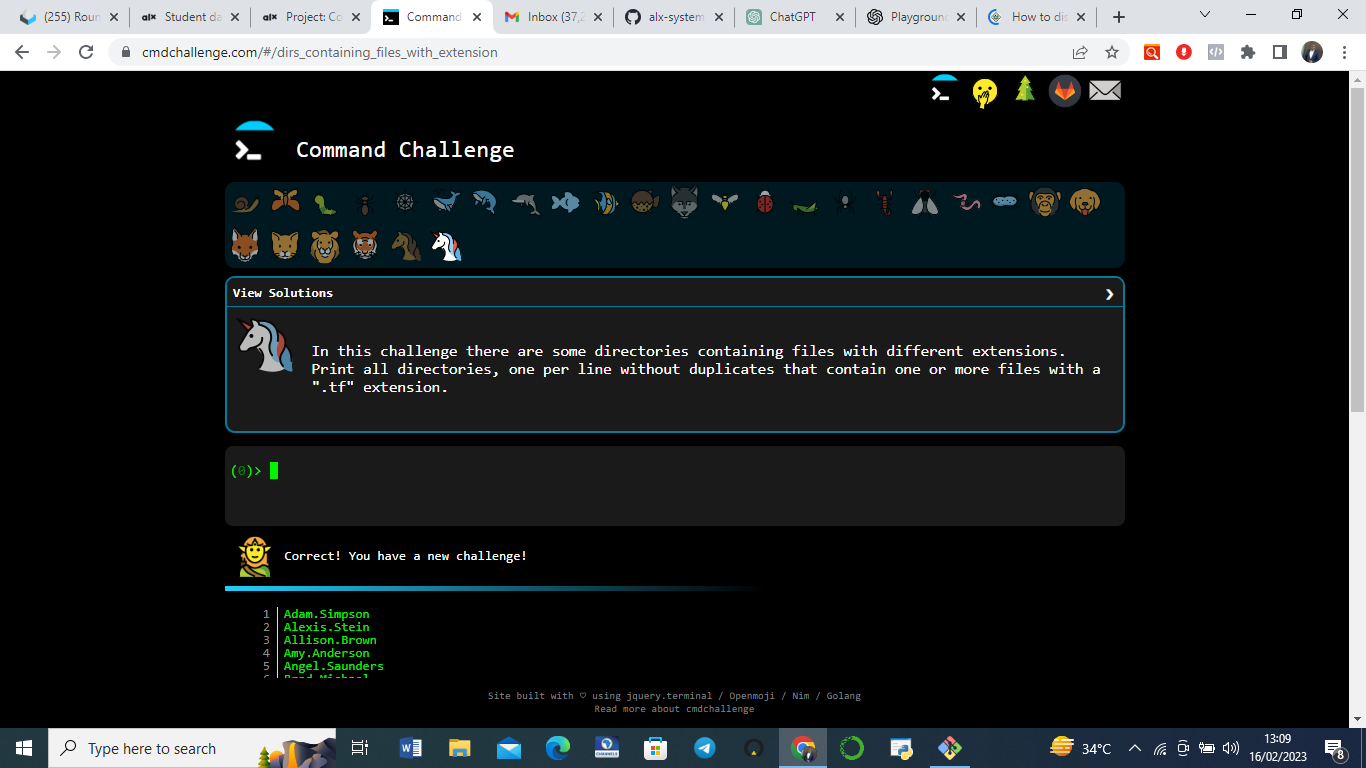 (255) Roun
Student da
Project: Co
Command
Inbox (37,2
alx-system
ChatGPT
Playground
How to dis
cmdchallenge.com/#/dirs_containing_files_with_extension
Command Challenge
View Solutions
In this challenge there are some directories containing files with different extensions.
Print all directories, one per line without duplicates that contain one or more files with a
".tf" extension.
(0)>
Correct! You have a new challenge!
1 Adam.Simpson
2 Alexis.Stein
3 Allison.Brown
4 Amy.Anderson
5 Angel.Saunders
Site built with ♡ using jquery.terminal / Openmoji / Nim / Golang
Read more about cmdchallenge
Type here to search
34°C
13:09
16/02/2023
8